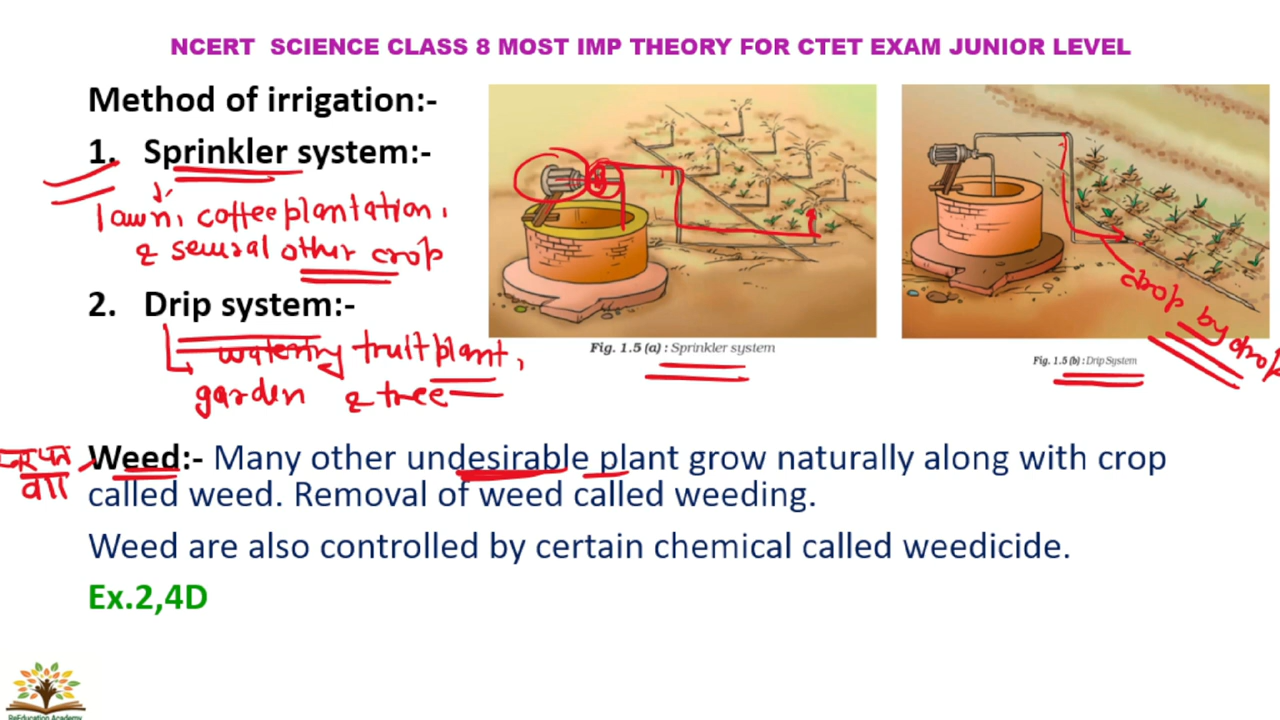 NCERT SCIENCE CLASS 8 MOST IMP THEORY FOR CTET EXAM JUNIOR LEVEL
Method of irrigation:-
1. Sprinkler system:-
lawn, coffee plantation,
& several other crop
2. Drip system:-
watering fruit plant,
garden & tree
Fig. 1.5 (a) : Sprinkler system
drop by drop
Fig. 1.5 (b) : Drip System
Weed:- Many other undesirable plant grow naturally along with crop
called weed. Removal of weed called weeding.
Weed are also controlled by certain chemical called weedicide.
Ex.2,4D
BeEducation Academy